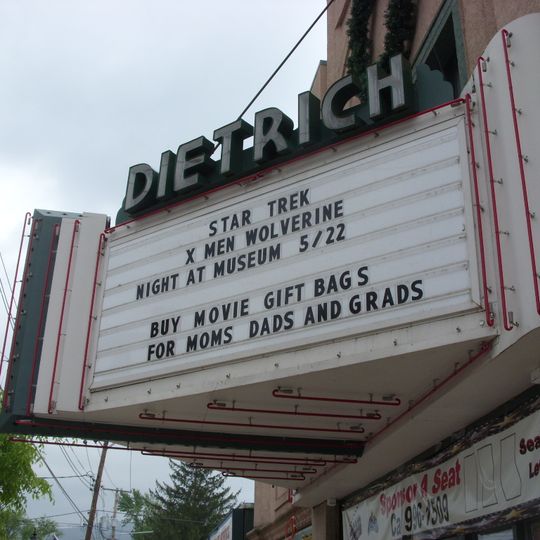 DIETRICH
STAR TREK
X MEN WOLVERINE
NIGHT AT MUSEUM 5/22
BUY MOVIE GIFT BAGS
FOR MOMS DADS AND GRADS
Sponsor A Seat